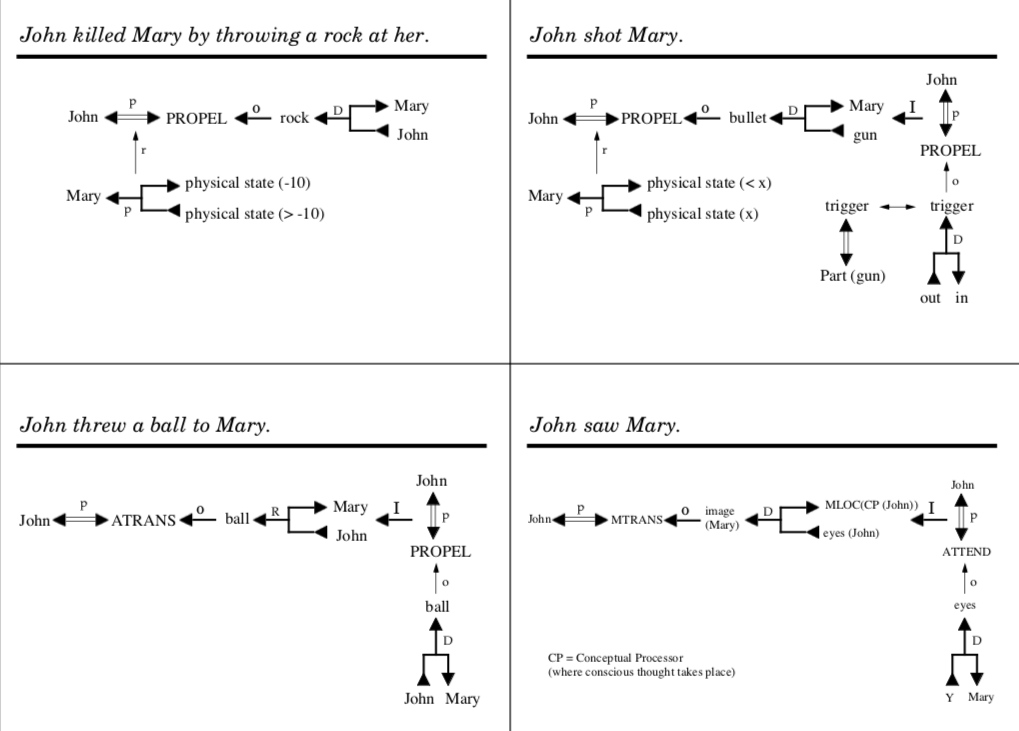 John killed Mary by throwing a rock at her.
p
John PROPEL o rock D Mary
John
r
Mary p physical state (-10)
physical state (> -10)
John shot Mary.
John
p
John PROPEL o bullet D Mary I p
gun
PROPEL
r
o
Mary p physical state (< x)
physical state (x)
trigger trigger
D
Part (gun)
out in
John threw a ball to Mary.
John
p
John ATRANS o ball R Mary I p
John
PROPEL
o
ball
D
John Mary
John saw Mary.
John
p
John MTRANS o image (Mary) D MLOC(CP (John)) I p
eyes (John)
ATTEND
o
eyes
D
CP = Conceptual Processor
(where conscious thought takes place)
Y Mary